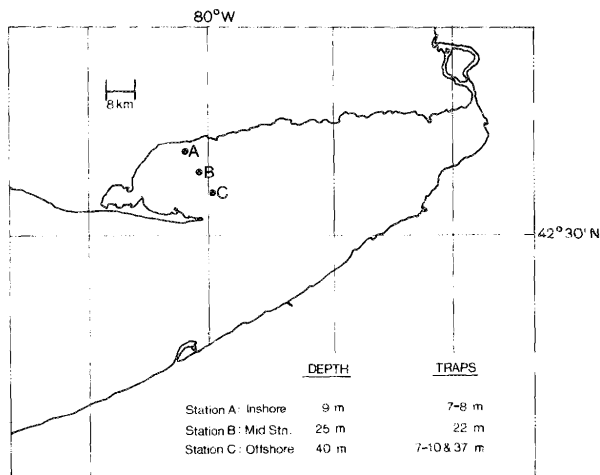 80°W
8 km
A
B
C
42° 30' N
DEPTH TRAPS
Station A: Inshore 9 m 7-8 m
Station B: Mid Stn. 25 m 22 m
Station C: Offshore 40 m 7-10 & 37 m